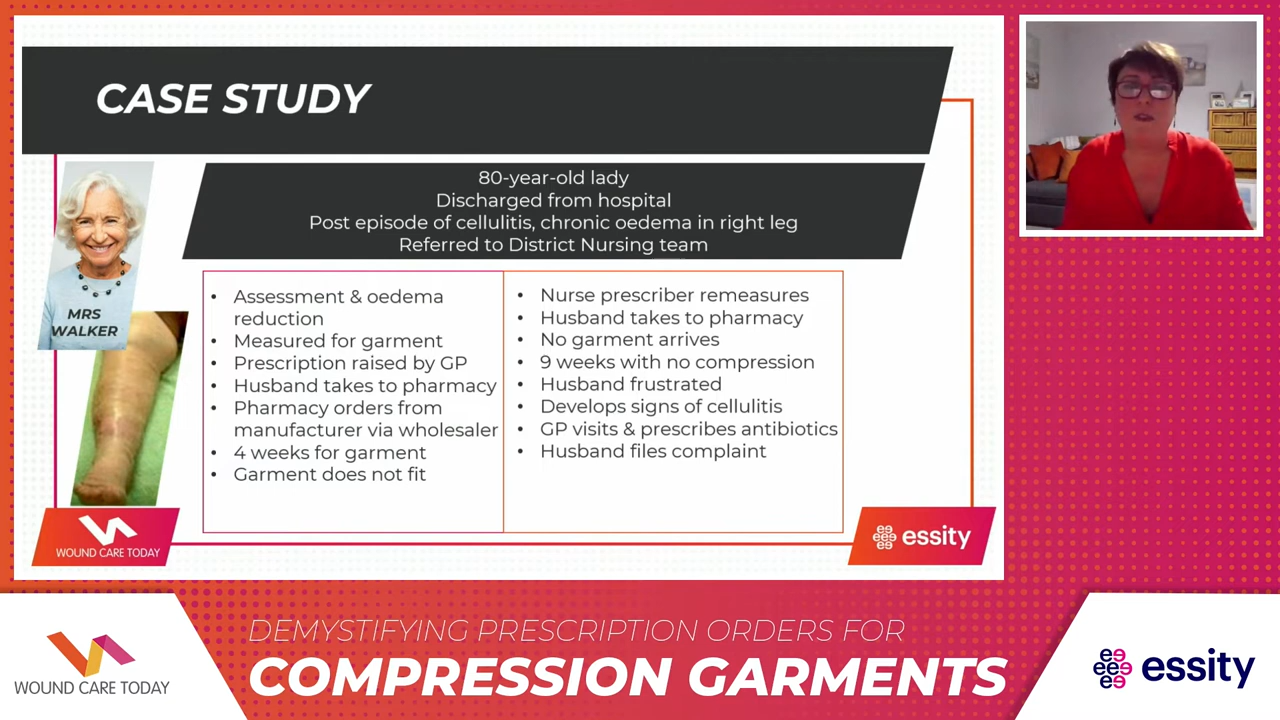 CASE STUDY
80-year-old lady
Discharged from hospital
Post episode of cellulitis, chronic oedema in right leg
Referred to District Nursing team
MRS
WALKER
• Assessment & oedema
reduction
• Measured for garment
• Prescription raised by GP
• Husband takes to pharmacy
• Pharmacy orders from
manufacturer via wholesaler
• 4 weeks for garment
• Garment does not fit
• Nurse prescriber remeasures
• Husband takes to pharmacy
• No garment arrives
• 9 weeks with no compression
• Husband frustrated
• Develops signs of cellulitis
• GP visits & prescribes antibiotics
• Husband files complaint
WOUND CARE TODAY
essity
DEMYSTIFYING PRESCRIPTION ORDERS FOR
COMPRESSION GARMENTS
WOUND CARE TODAY
essity